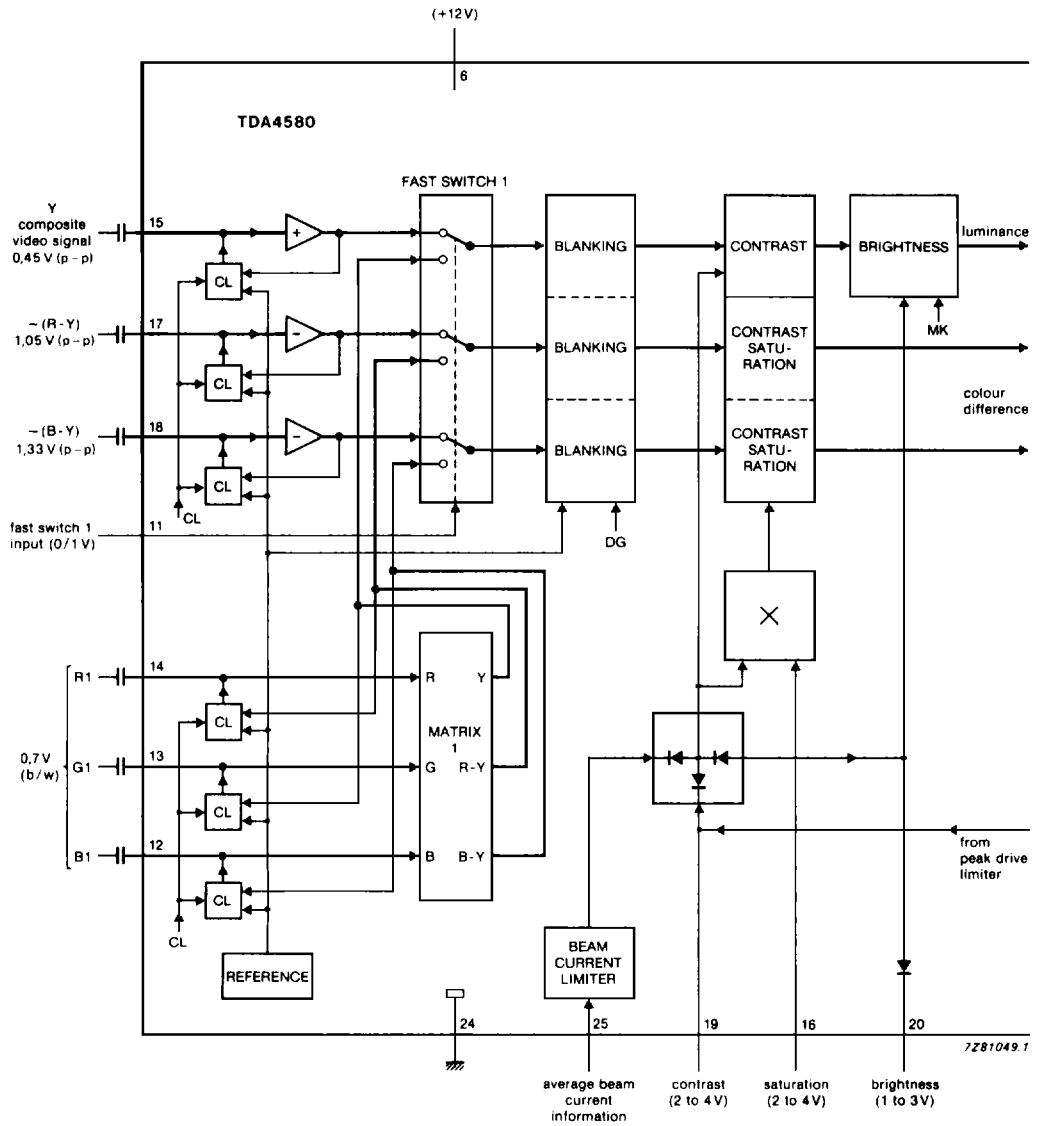 (+12V)
6
TDA4580
FAST SWITCH 1
Y
composite
video signal
0,45 V (p-p)
15
+
CL
BLANKING
CONTRAST
BRIGHTNESS
luminance
MK
~(R-Y)
1,05 V (p-p)
17
−
CL
BLANKING
CONTRAST
SATU-
RATION
colour
difference
~(B-Y)
1,33 V (p-p)
18
−
CL
BLANKING
CONTRAST
SATU-
RATION
CL
fast switch 1
input (0/1 V)
11
DG
×
R1
14
CL
R
Y
MATRIX
1
0,7 V
(b/w)
G1
13
CL
G
R-Y
B1
12
CL
B
B-Y
CL
REFERENCE
from
peak drive
limiter
BEAM
CURRENT
LIMITER
24
25
19
16
20
7Z81049.1
average beam
current
information
contrast
(2 to 4 V)
saturation
(2 to 4 V)
brightness
(1 to 3 V)